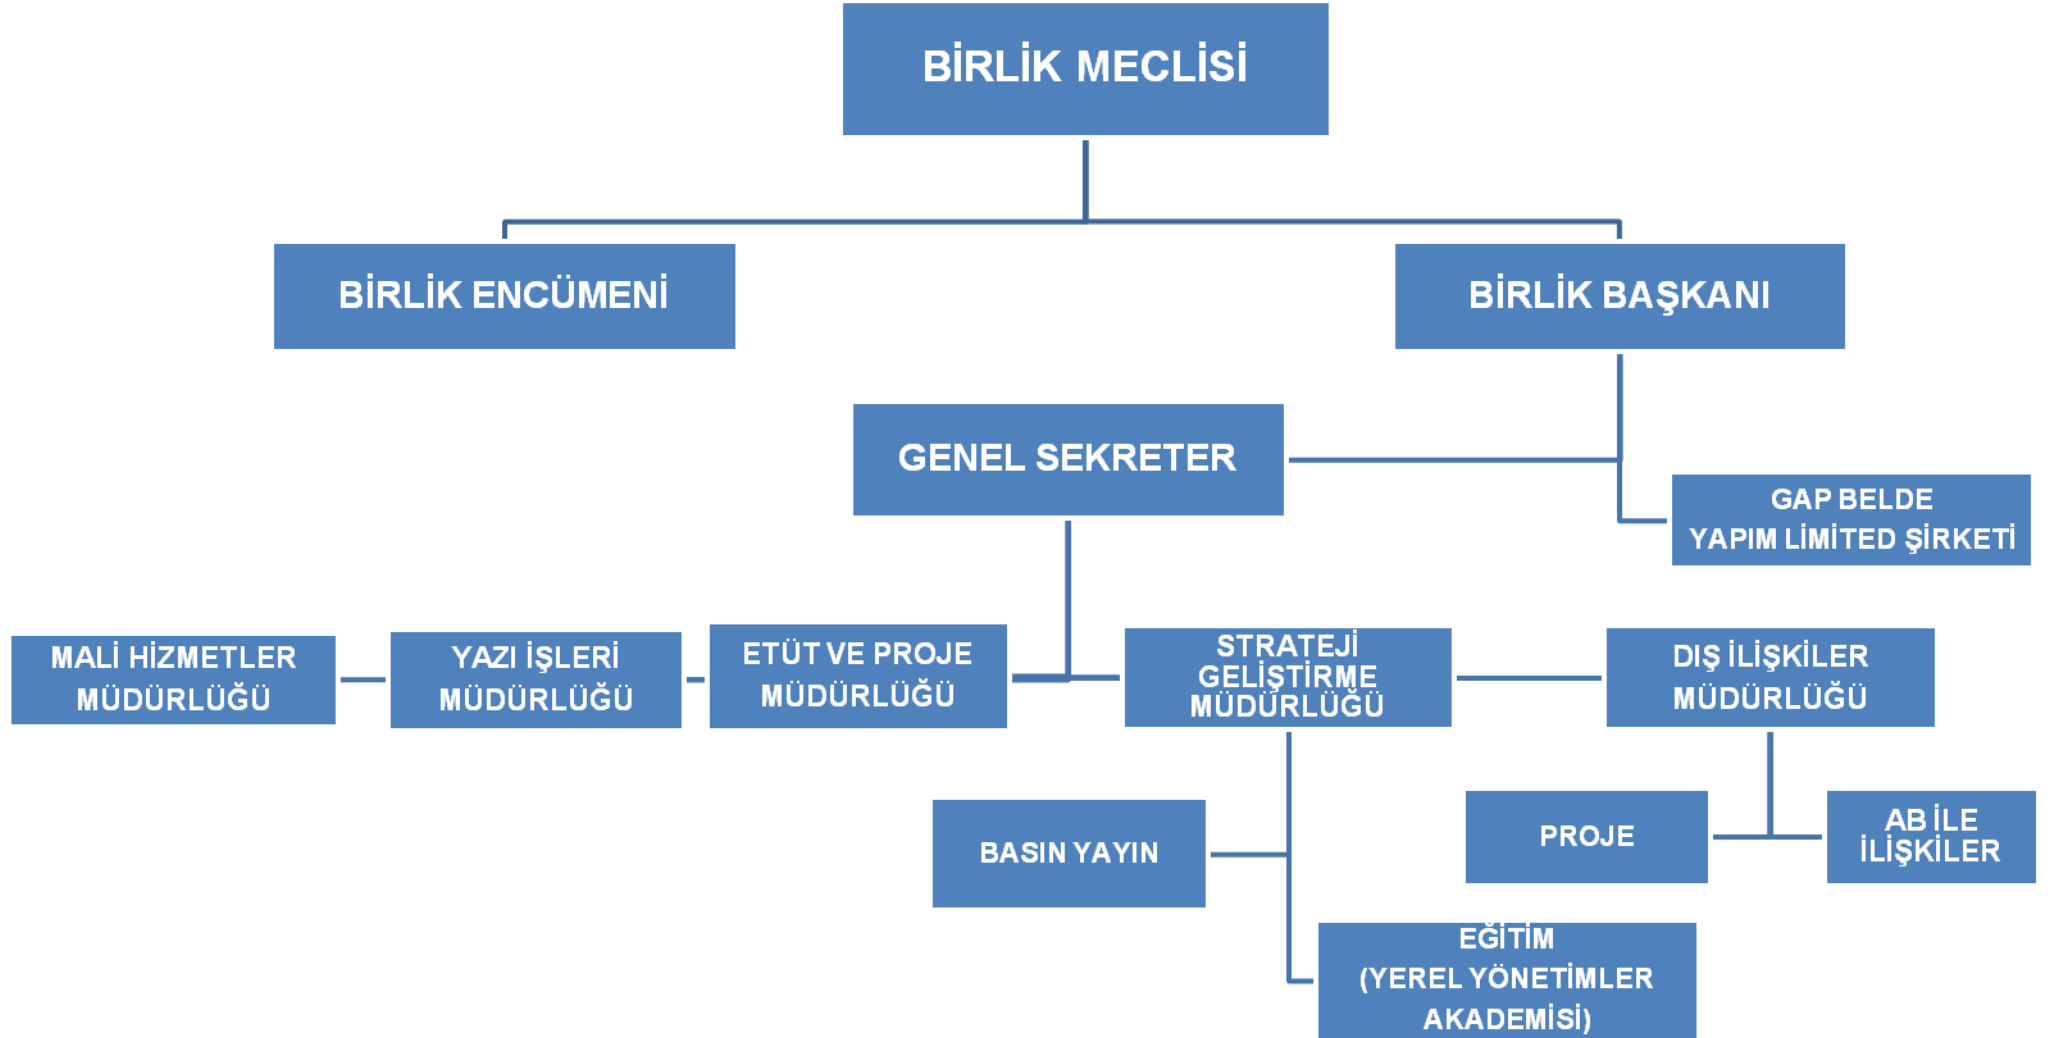 BİRLİK MECLİSİ
BİRLİK ENCÜMENİ
BİRLİK BAŞKANI
GENEL SEKRETER
GAP BELDE
YAPIM LİMİTED ŞİRKETİ
MALİ HİZMETLER
MÜDÜRLÜĞÜ
YAZI İŞLERİ
MÜDÜRLÜĞÜ
ETÜT VE PROJE
MÜDÜRLÜĞÜ
STRATEJİ
GELİŞTİRME
MÜDÜRLÜĞÜ
DIŞ İLİŞKİLER
MÜDÜRLÜĞÜ
BASIN YAYIN
PROJE
AB İLE
İLİŞKİLER
EĞİTİM
(YEREL YÖNETİMLER
AKADEMİSİ)